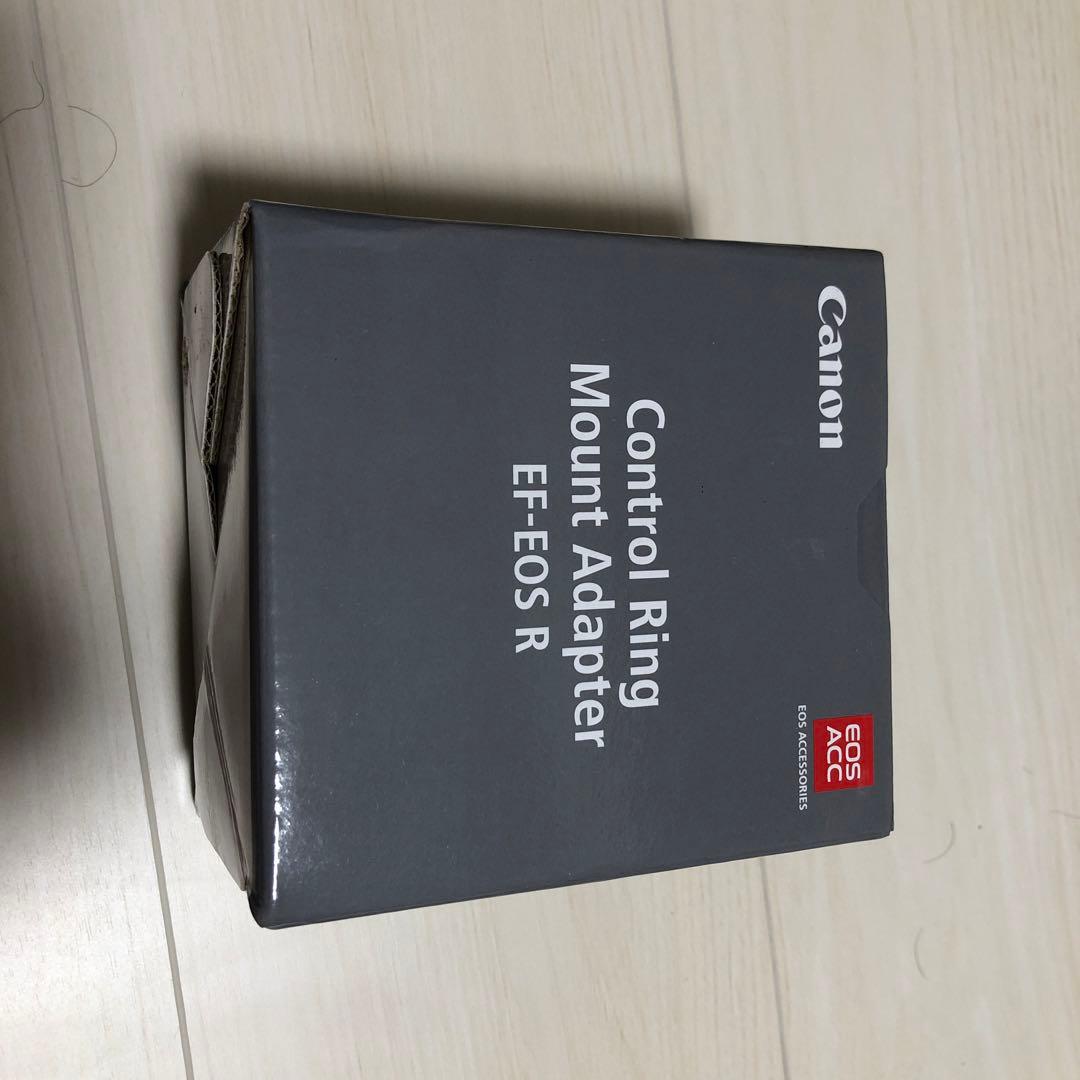 Canon
EOS
ACC
EOS ACCESSORIES
Control Ring
Mount Adapter
EF-EOS R